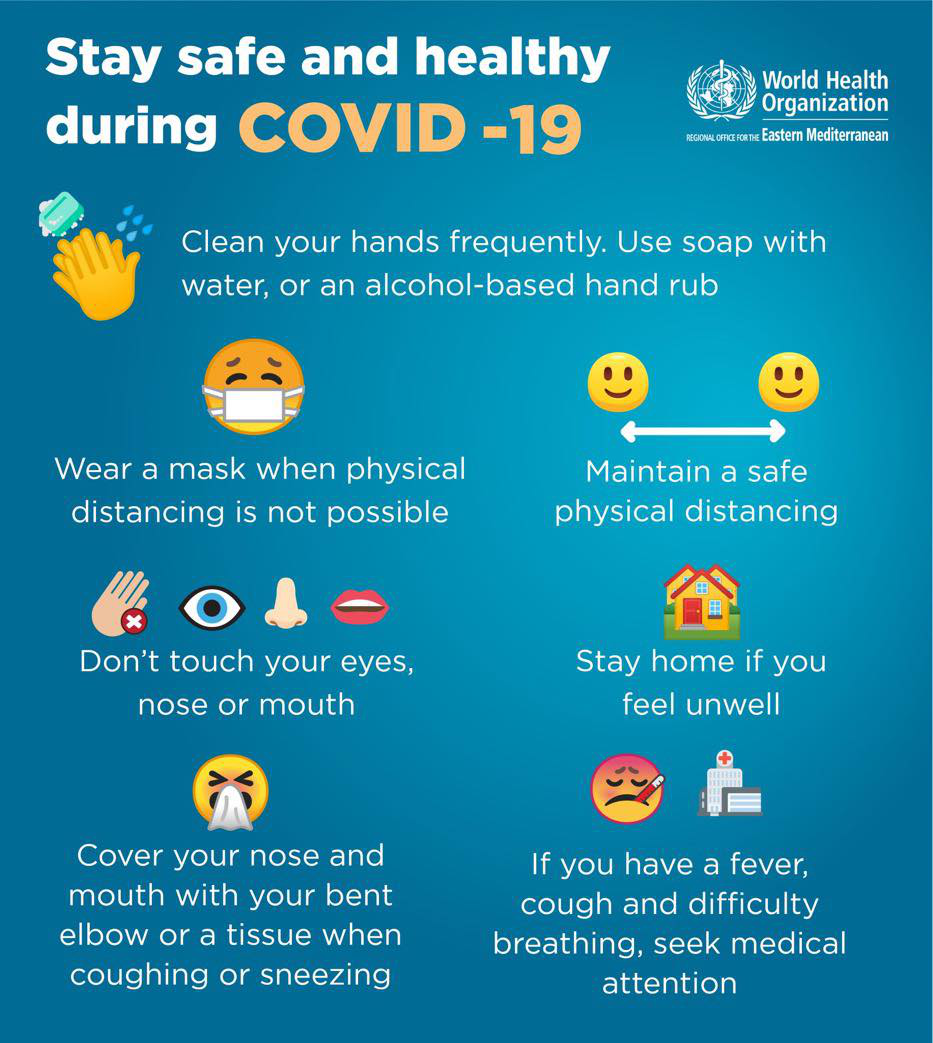 Stay safe and healthy
during COVID -19
World Health
Organization
REGIONAL OFFICE FOR THE Eastern Mediterranean
Clean your hands frequently. Use soap with
water, or an alcohol-based hand rub
Wear a mask when physical
distancing is not possible
Maintain a safe
physical distancing
Don't touch your eyes,
nose or mouth
Stay home if you
feel unwell
Cover your nose and
mouth with your bent
elbow or a tissue when
coughing or sneezing
If you have a fever,
cough and difficulty
breathing, seek medical
attention